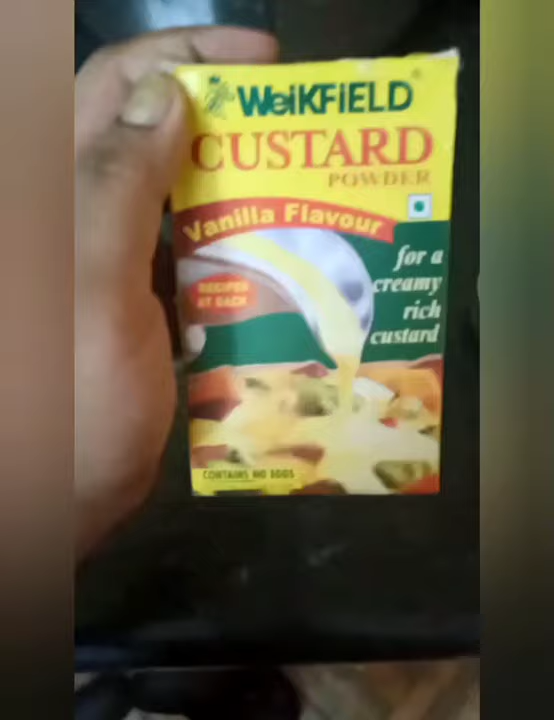 WeiKFiELD
CUSTARD
POWDER
Vanilla Flavour
for a
creamy
rich
custard
RECIPES
AT BACK
CONTAINS NO EGGS